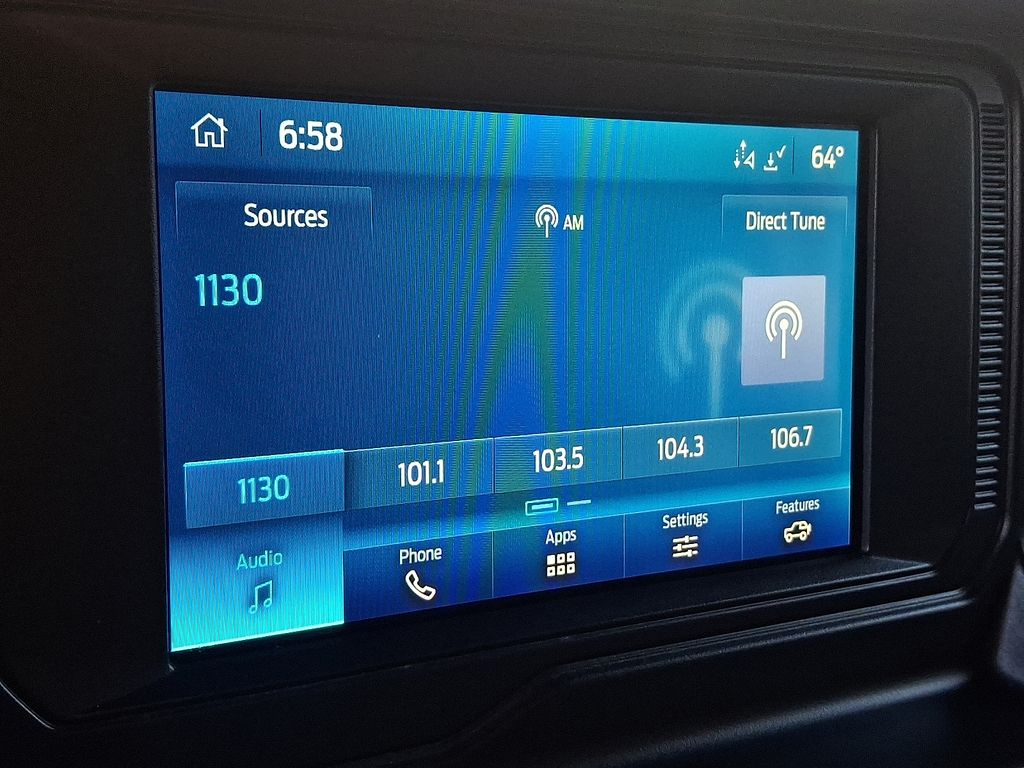 6:58
64°
Sources
AM
Direct Tune
1130
1130
101.1
103.5
104.3
106.7
Audio
Phone
Apps
Settings
Features